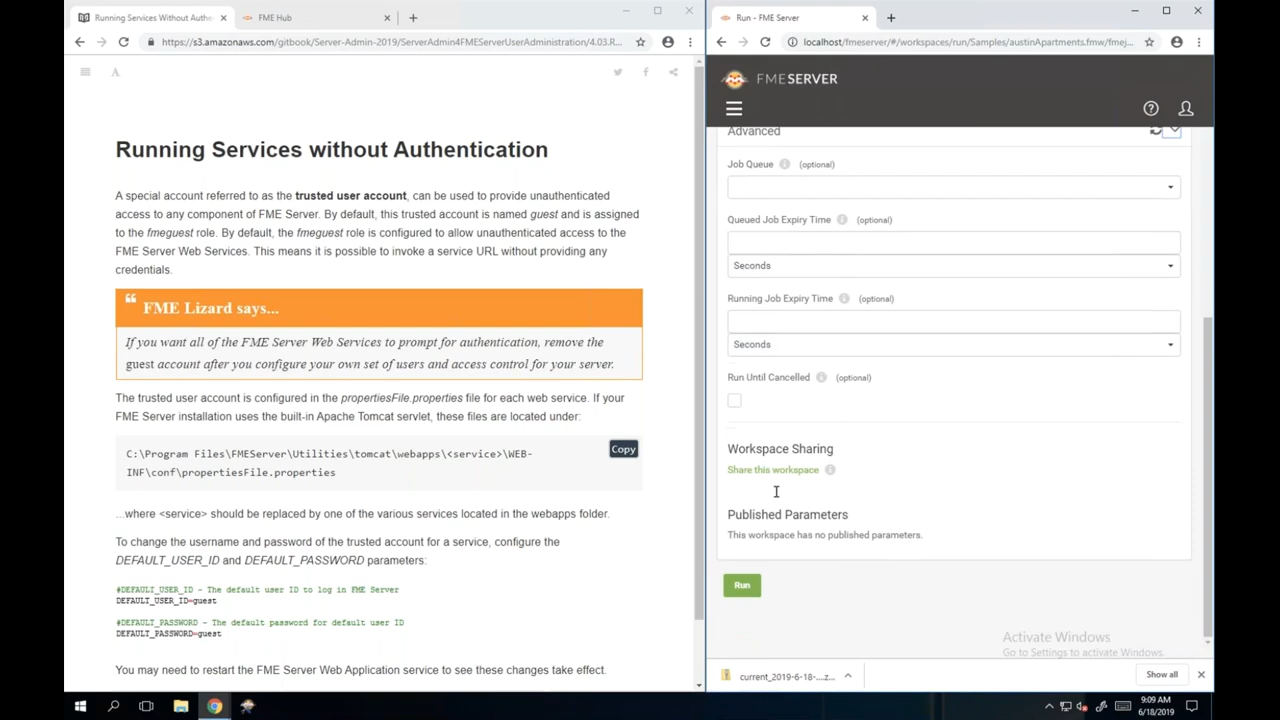 Running Services Without Authe
FME Hub
https://s3.amazonaws.com/gitbook/Server-Admin-2019/ServerAdmin4FMEServerUserAdministration/4.03.R...
A
Running Services without Authentication
A special account referred to as the trusted user account, can be used to provide unauthenticated
access to any component of FME Server. By default, this trusted account is named guest and is assigned
to the fmeguest role. By default, the fmeguest role is configured to allow unauthenticated access to the
FME Server Web Services. This means it is possible to invoke a service URL without providing any
credentials.
FME Lizard says...
If you want all of the FME Server Web Services to prompt for authentication, remove the
guest account after you configure your own set of users and access control for your server.
The trusted user account is configured in the propertiesFile.properties file for each web service. If your
FME Server installation uses the built-in Apache Tomcat servlet, these files are located under:
Copy
C:\Program Files\FMEServer\Utilities\tomcat\webapps\<service>\WEB-
INF\conf\propertiesFile.properties
...where <service> should be replaced by one of the various services located in the webapps folder.
To change the username and password of the trusted account for a service, configure the
DEFAULT_USER_ID and DEFAULT_PASSWORD parameters:
#DEFAULT_USER_ID - The default user ID to log in FME Server
DEFAULT_USER_ID=guest
#DEFAULT_PASSWORD - The default password for default user ID
DEFAULT_PASSWORD=guest
You may need to restart the FME Server Web Application service to see these changes take effect.
Run - FME Server
localhost/fmeserver/#/workspaces/run/Samples/austinApartments.fmw/fmej...
FMESERVER
Advanced
Job Queue (optional)
Queued Job Expiry Time (optional)
Seconds
Running Job Expiry Time (optional)
Seconds
Run Until Cancelled (optional)
Workspace Sharing
Share this workspace
Published Parameters
This workspace has no published parameters.
Run
Activate Windows
Go to Settings to activate Windows.
current_2019-6-18-....z...
Show all
9:09 AM
6/18/2019